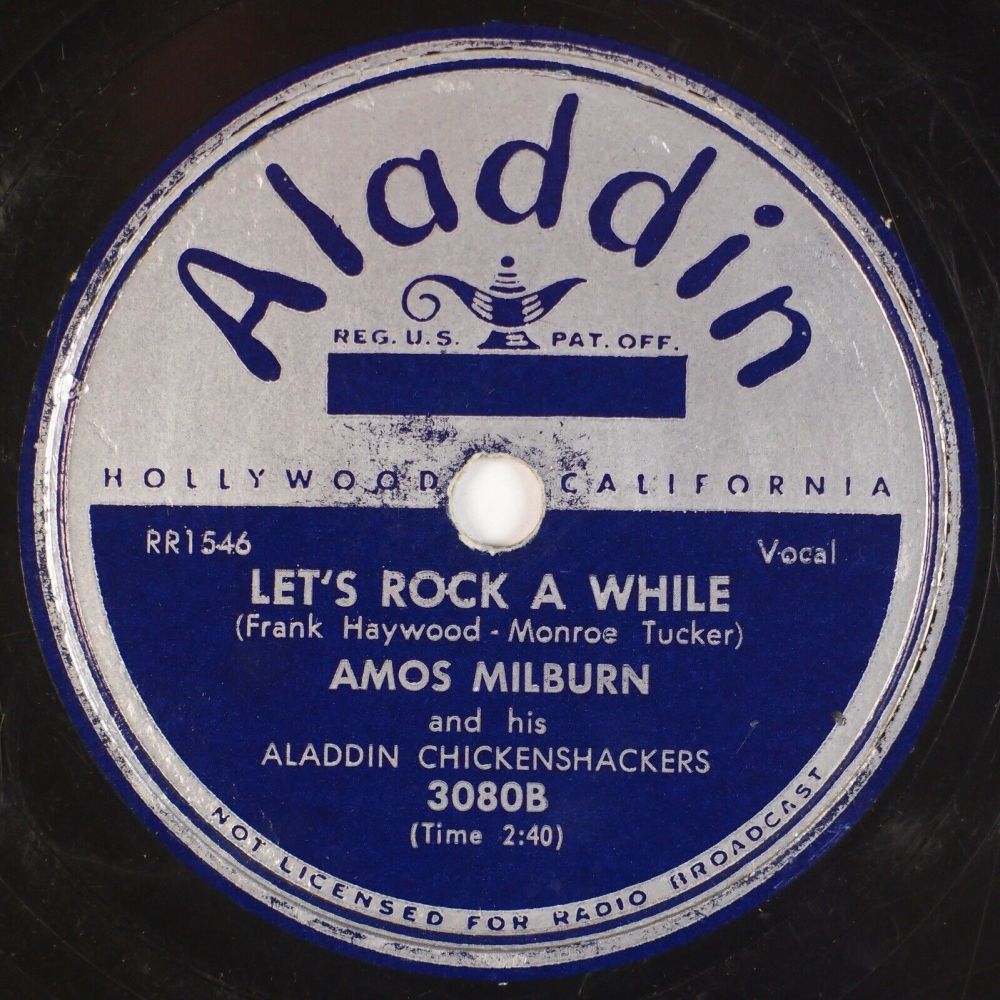 Aladdin
REG. U.S. PAT. OFF.
HOLLYWOOD CALIFORNIA
RR1546 Vocal
LET'S ROCK A WHILE
(Frank Haywood - Monroe Tucker)
AMOS MILBURN
and his
ALADDIN CHICKENSHACKERS
3080B
(Time 2:40)
NOT LICENSED FOR RADIO BROADCAST